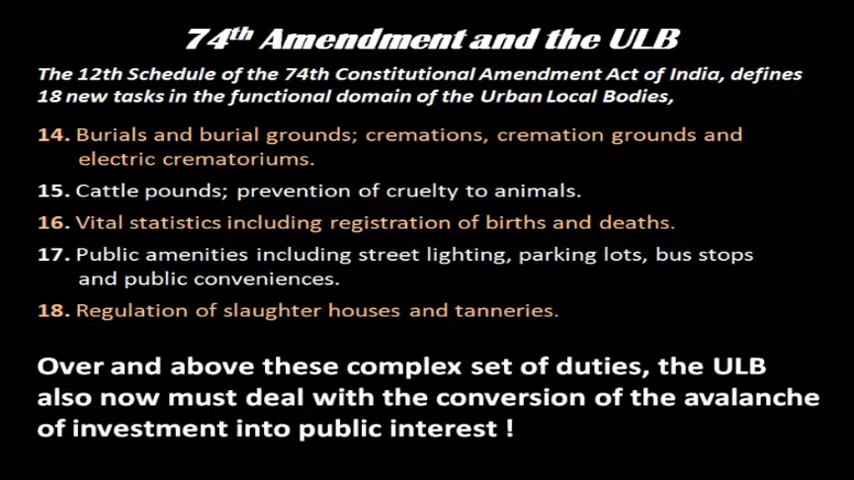 74th Amendment and the ULB
The 12th Schedule of the 74th Constitutional Amendment Act of India, defines
18 new tasks in the functional domain of the Urban Local Bodies,
14. Burials and burial grounds; cremations, cremation grounds and
electric crematoriums.
15. Cattle pounds; prevention of cruelty to animals.
16. Vital statistics including registration of births and deaths.
17. Public amenities including street lighting, parking lots, bus stops
and public conveniences.
18. Regulation of slaughter houses and tanneries.
Over and above these complex set of duties, the ULB
also now must deal with the conversion of the avalanche
of investment into public interest !